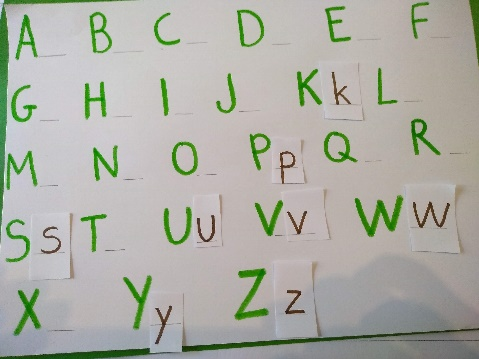 A B C D E F
G H I J K k L
M N O P p Q R
S s T U u V v W w
X Y y Z z